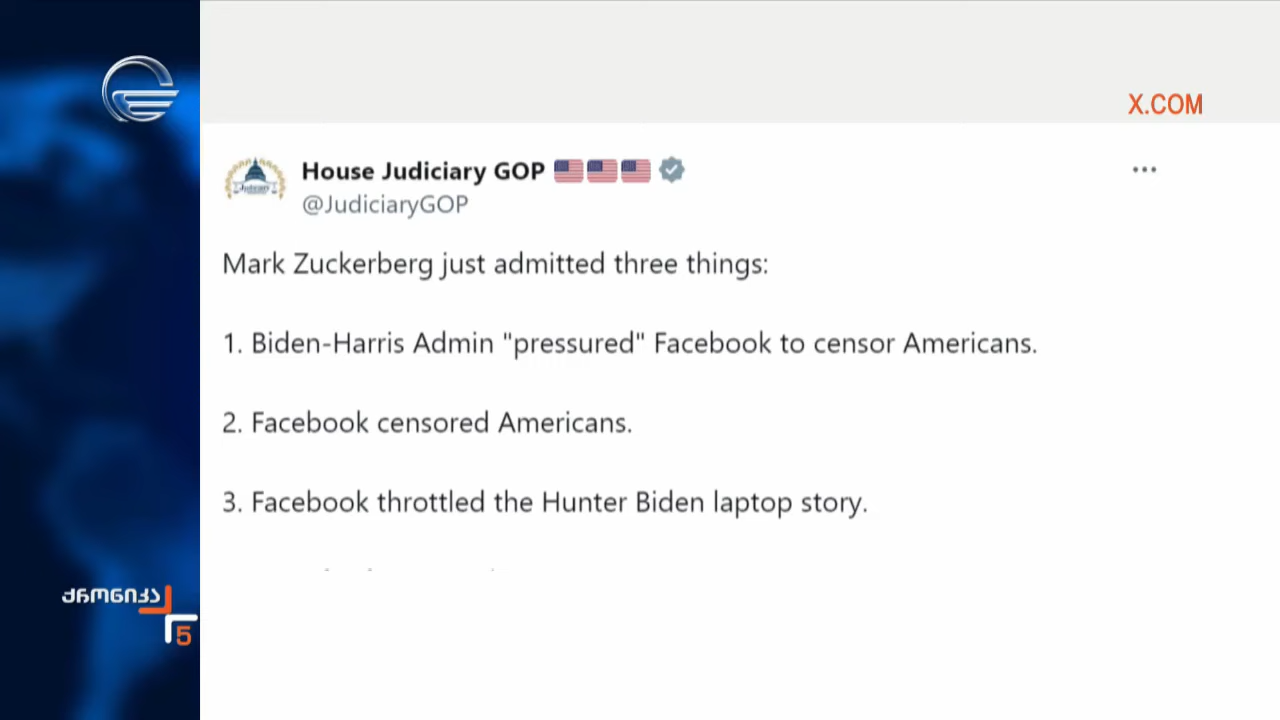 X.COM
House Judiciary GOP
@JudiciaryGOP
Mark Zuckerberg just admitted three things:
1. Biden-Harris Admin "pressured" Facebook to censor Americans.
2. Facebook censored Americans.
3. Facebook throttled the Hunter Biden laptop story.
ქრონიკა
5